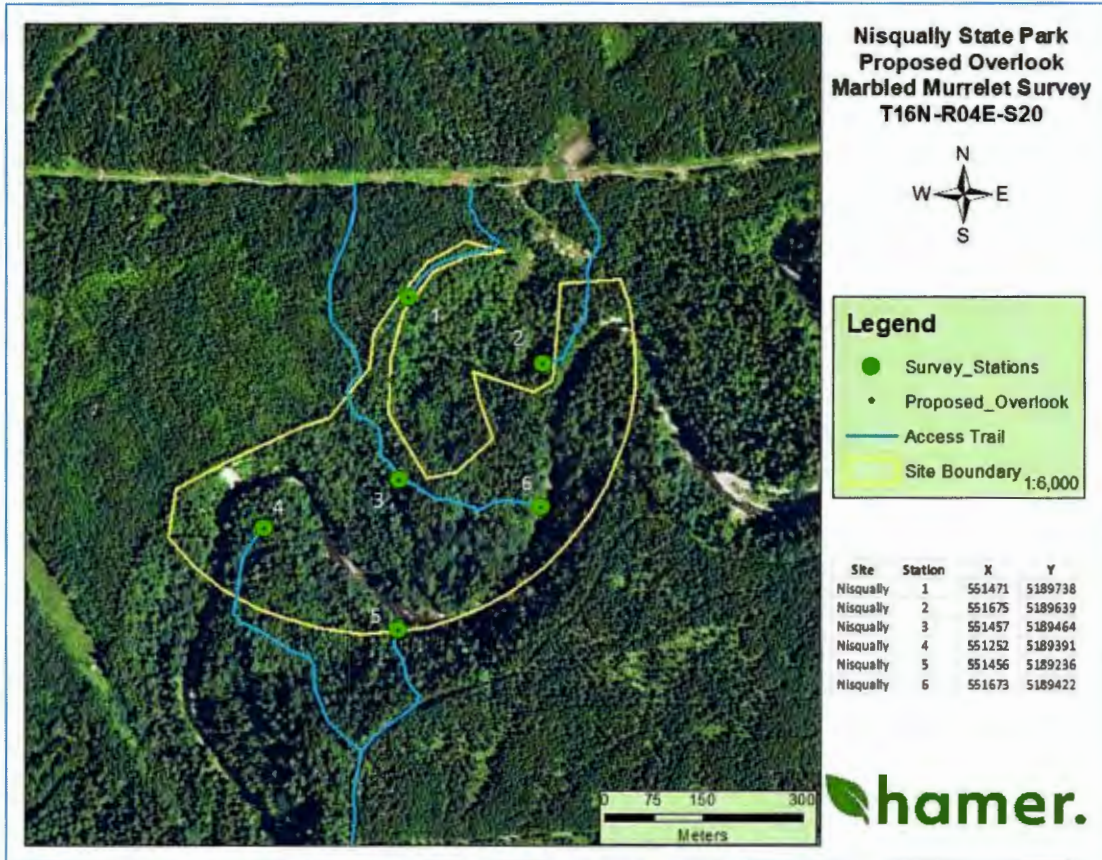 Nisqually State Park
Proposed Overlook
Marbled Murrelet Survey
T16N-R04E-S20
N
W E
S
1
2
3
4
5
6
Legend
Survey_Stations
Proposed_Overlook
Access Trail
Site Boundary
1:6,000
Site Station X Y
Nisqually 1 551471 5189738
Nisqually 2 551675 5189639
Nisqually 3 551457 5189464
Nisqually 4 551252 5189391
Nisqually 5 551456 5189236
Nisqually 6 551673 5189422
0 75 150 300
Meters
hamer.